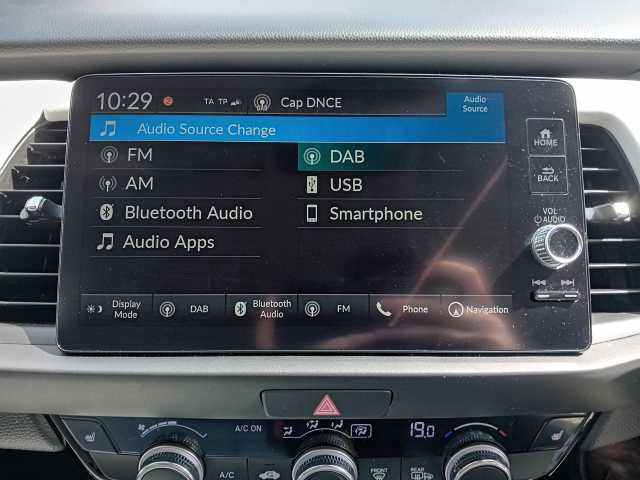 10:29 2 TA TP Cap DNCE Audio Source
Audio Source Change
FM DAB
AM USB
Bluetooth Audio Smartphone
Audio Apps
HOME
BACK
VOL
AUDIO
Display Mode DAB Bluetooth Audio FM Phone Navigation
A/C ON 19.0
A/C FRONT REAR